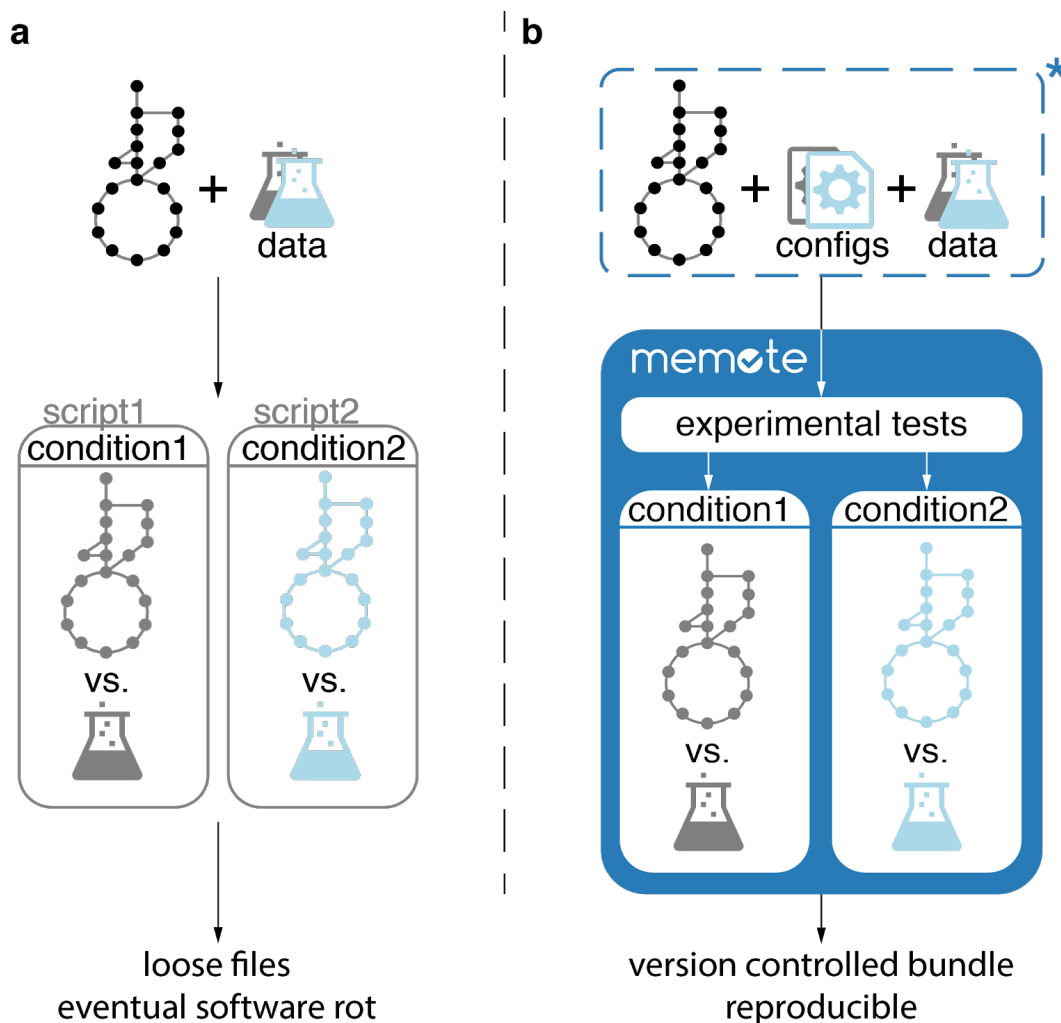 a
+
data
script1
condition1
vs.
script2
condition2
vs.
loose files
eventual software rot
b
*
+
configs
+
data
memote
experimental tests
condition1
vs.
condition2
vs.
version controlled bundle
reproducible